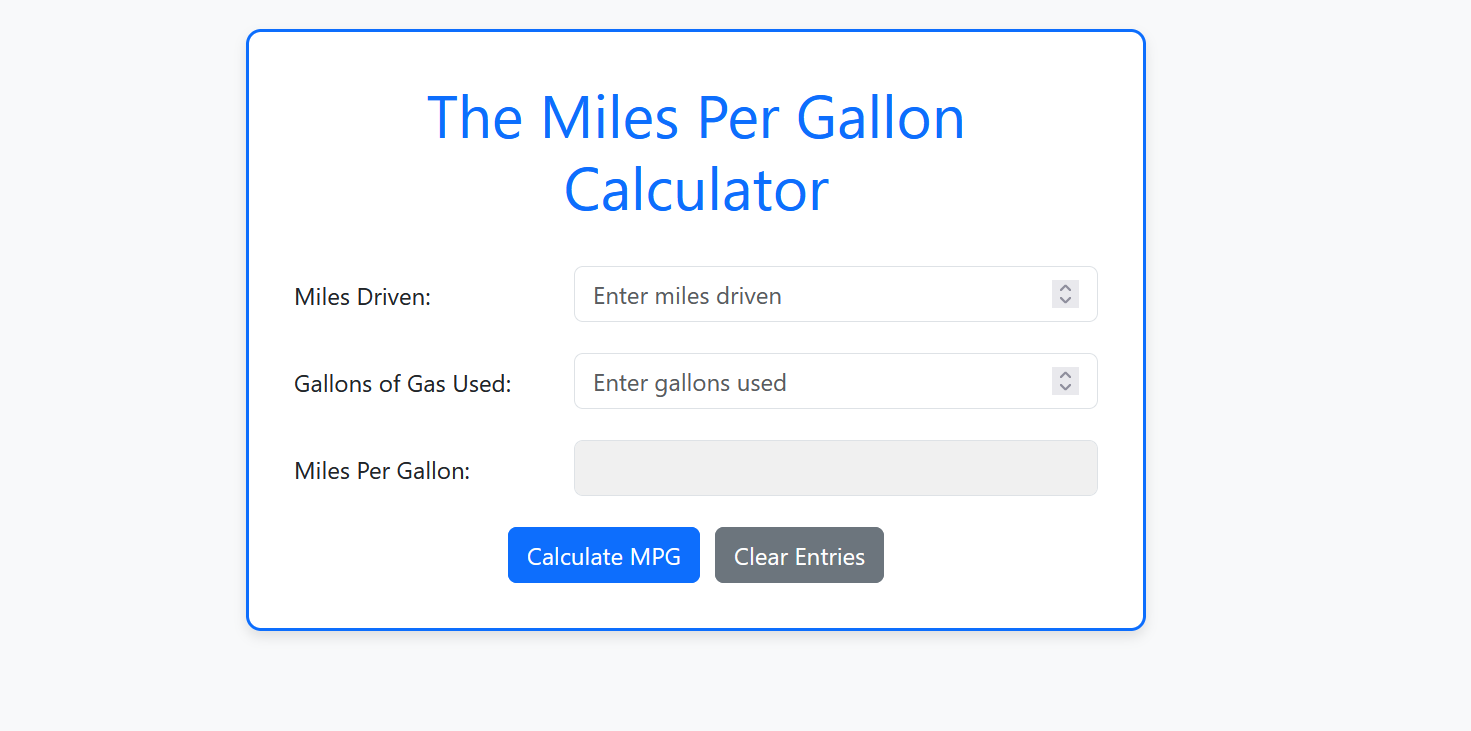 The Miles Per Gallon
Calculator
Miles Driven:
Enter miles driven
Gallons of Gas Used:
Enter gallons used
Miles Per Gallon:
Calculate MPG
Clear Entries